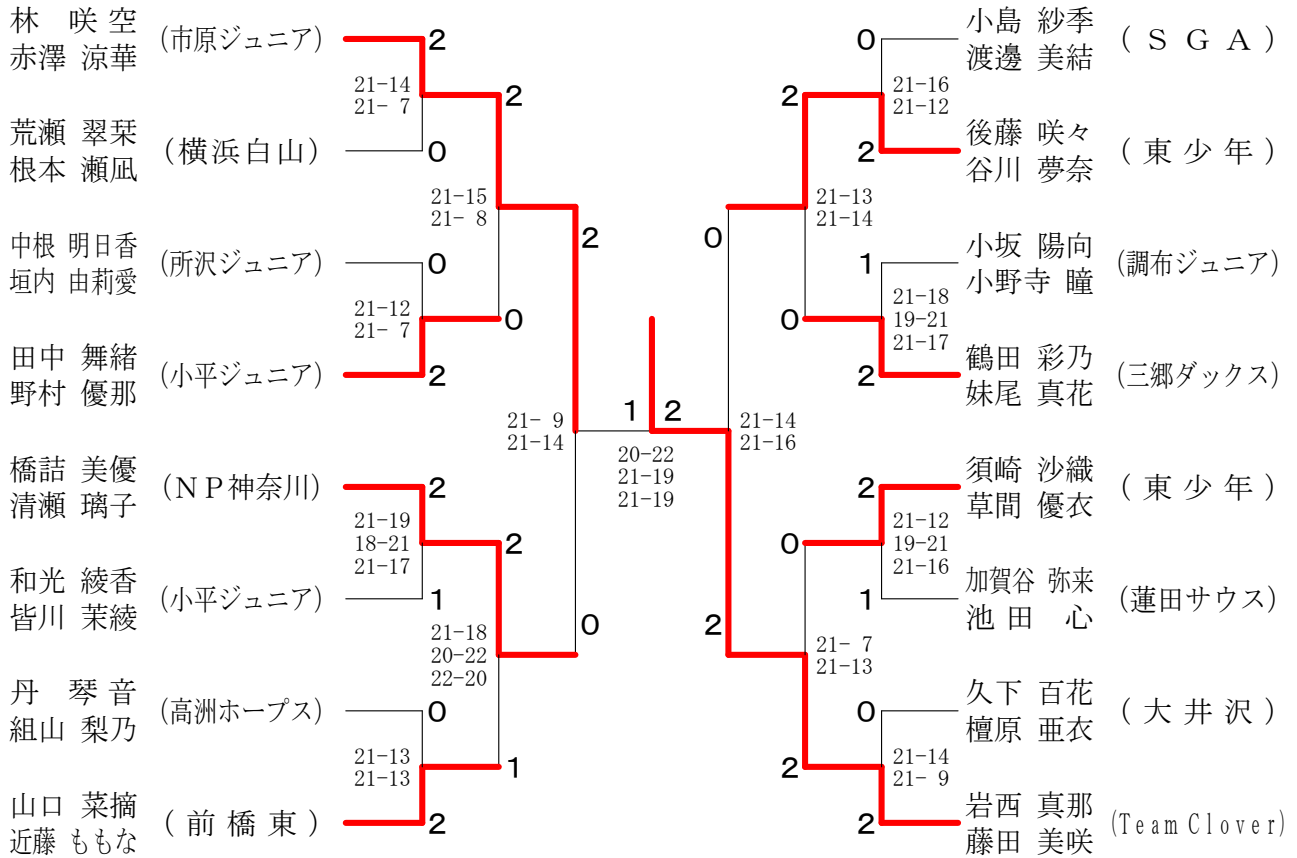 林 咲空
赤澤 涼華
(市原ジュニア)
2
21-14
21- 7
2
荒瀬 翠栞
根本 瀬凪
(横浜白山)
0
21-15
21- 8
2
中根 明日香
垣内 由莉愛
(所沢ジュニア)
0
21-12
21- 7
0
田中 舞緒
野村 優那
(小平ジュニア)
2
21- 9
21-14
橋詰 美優
清瀬 璃子
(NP神奈川)
2
21-19
18-21
21-17
2
和光 綾香
皆川 茉綾
(小平ジュニア)
1
21-18
20-22
22-20
0
丹 琴音
組山 梨乃
(高洲ホープス)
0
21-13
21-13
1
山口 菜摘
近藤 ももな
(前橋東)
2
1 2
20-22
21-19
21-19
0
小島 紗季
渡邊 美結
(SGA)
2
21-16
21-12
2
後藤 咲々
谷川 夢奈
(東少年)
0
21-13
21-14
1
小坂 陽向
小野寺 瞳
(調布ジュニア)
0
21-18
19-21
21-17
2
鶴田 彩乃
妹尾 真花
(三郷ダックス)
21-14
21-16
2
須崎 沙織
草間 優衣
(東少年)
0
21-12
19-21
21-16
1
加賀谷 弥来
池田 心
(蓮田サウス)
2
21- 7
21-13
0
久下 百花
檀原 亜衣
(大井沢)
2
21-14
21- 9
2
岩西 真那
藤田 美咲
(Team Clover)